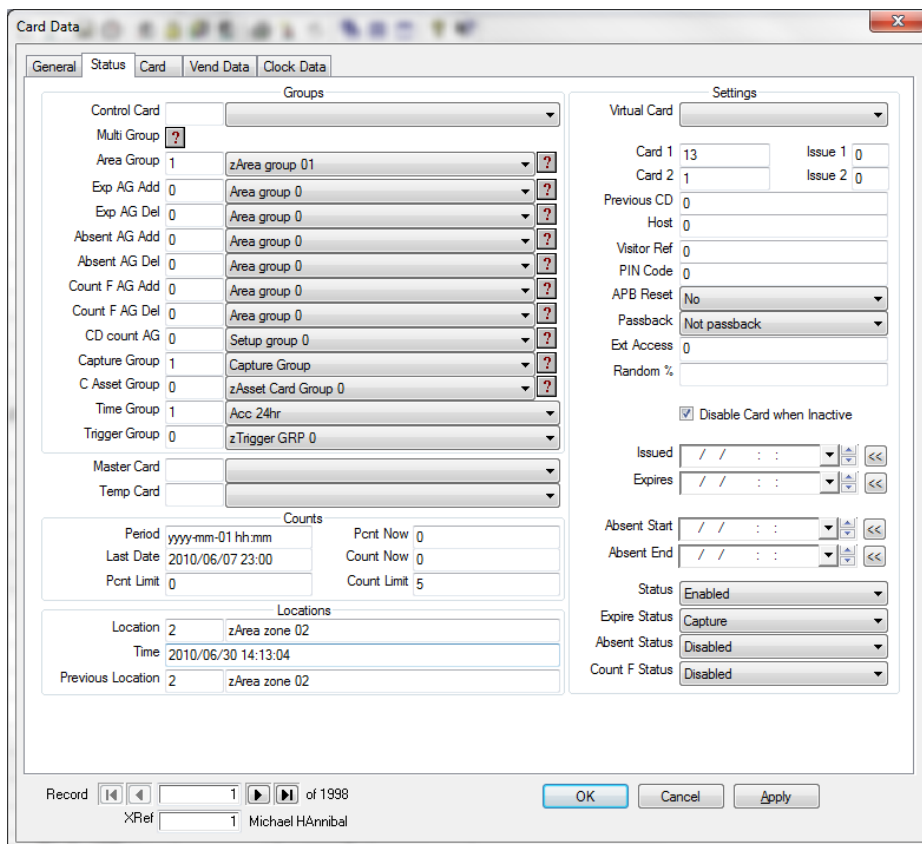 Card Data
General Status Card Vend Data Clock Data
Groups
Control Card
Multi Group ?
Area Group 1 zArea group 01 ?
Exp AG Add 0 Area group 0 ?
Exp AG Del 0 Area group 0 ?
Absent AG Add 0 Area group 0 ?
Absent AG Del 0 Area group 0 ?
Count F AG Add 0 Area group 0 ?
Count F AG Del 0 Area group 0 ?
CD count AG 0 Setup group 0 ?
Capture Group 1 Capture Group ?
C Asset Group 0 zAsset Card Group 0 ?
Time Group 1 Acc 24hr
Trigger Group 0 zTrigger GRP 0
Master Card
Temp Card
Counts
Period yyyy-mm-01 hh:mm Pcnt Now 0
Last Date 2010/06/07 23:00 Count Now 0
Pcnt Limit 0 Count Limit 5
Locations
Location 2 zArea zone 02
Time 2010/06/30 14:13:04
Previous Location 2 zArea zone 02
Settings
Virtual Card
Card 1 13 Issue 1 0
Card 2 1 Issue 2 0
Previous CD 0
Host 0
Visitor Ref 0
PIN Code 0
APB Reset No
Passback Not passback
Ext Access 0
Random %
Disable Card when Inactive
Issued / / : : <<
Expires / / : : <<
Absent Start / / : : <<
Absent End / / : : <<
Status Enabled
Expire Status Capture
Absent Status Disabled
Count F Status Disabled
Record 1 of 1998
XRef 1 Michael HAnnibal
OK Cancel Apply